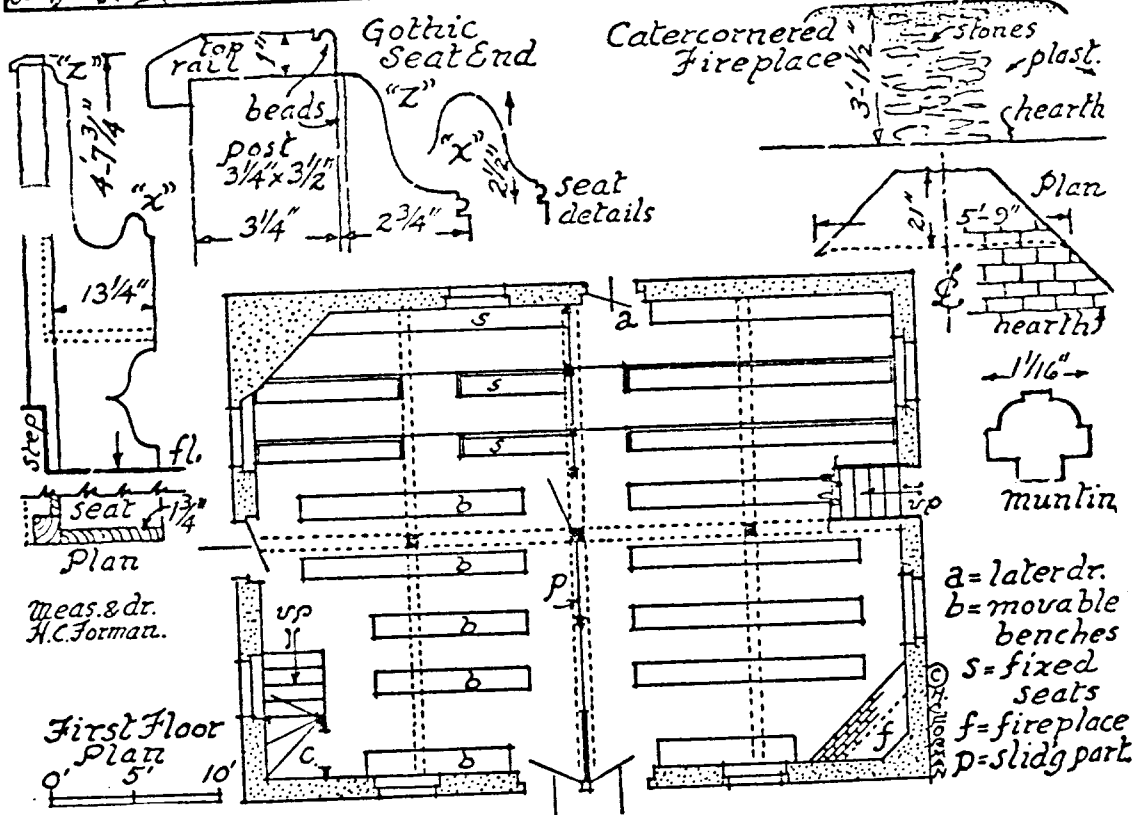 Gothic
Seat End
Catercornered
Fireplace
top
rail
1"
beads
post
3¼"x3½"
3¼"
2¾"
"Z"
"X"
2½"
seat
details
"Z"
4'-7¾"
"X"
13¼"
step
fl.
seat
1¾"
Plan
3'-1½"
stones
plast.
hearth
Plan
21"
5'-9"
℄
hearth
1 1/16"
muntin
s
a
s
s
b
b
b
b
b
up
up
p
c
f
Meas. & dr.
H.C. Forman.
First Floor
Plan
0' 5' 10'
a=later dr.
b=movable
benches
s=fixed
seats
f=fireplace
p=slidg part.
©